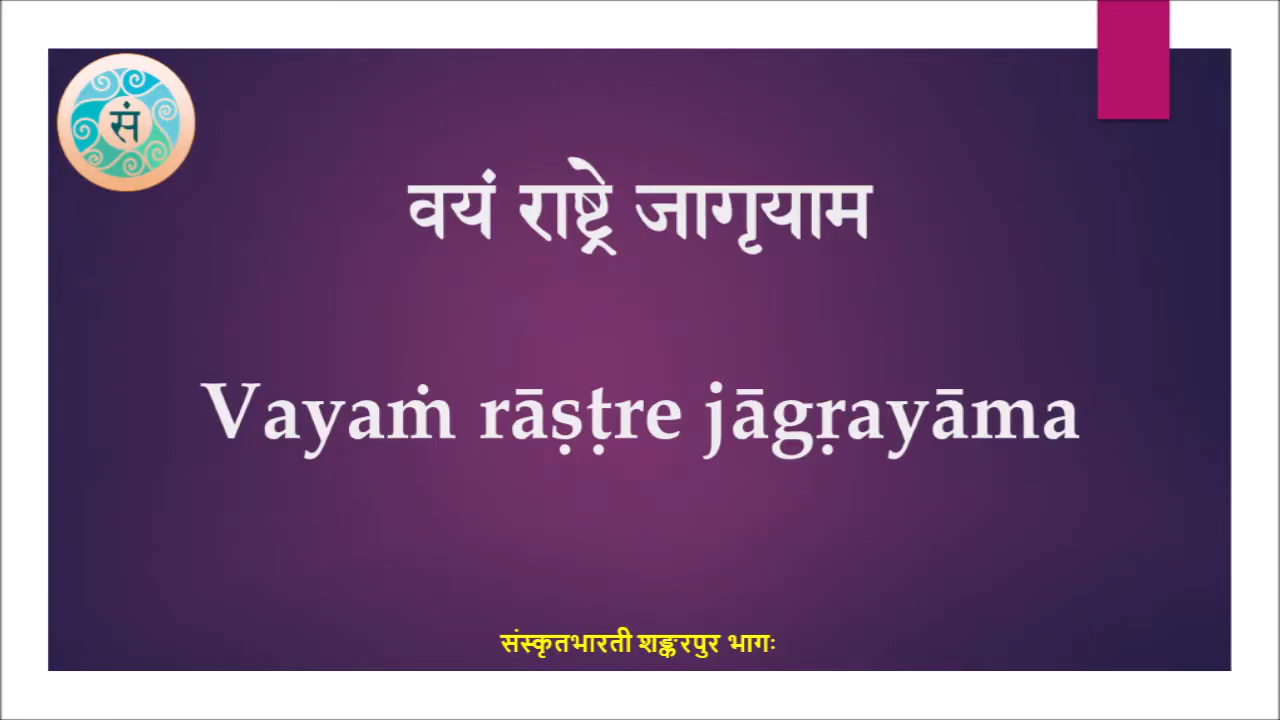 सं
वयं राष्ट्रे जागृयाम
Vayaṁ rāṣṭre jāgṛayāma
संस्कृतभारती शङ्करपुर भागः